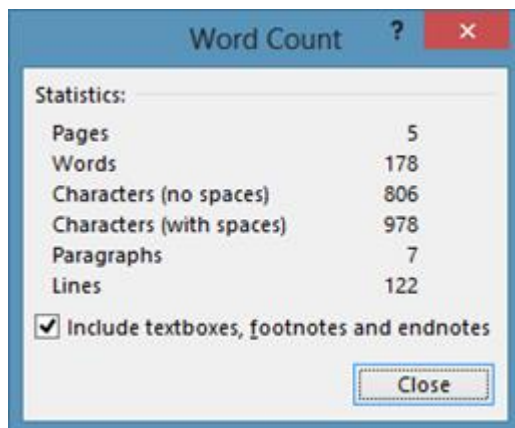 Word Count ? ×
Statistics:
Pages 5
Words 178
Characters (no spaces) 806
Characters (with spaces) 978
Paragraphs 7
Lines 122
Include textboxes, footnotes and endnotes
Close